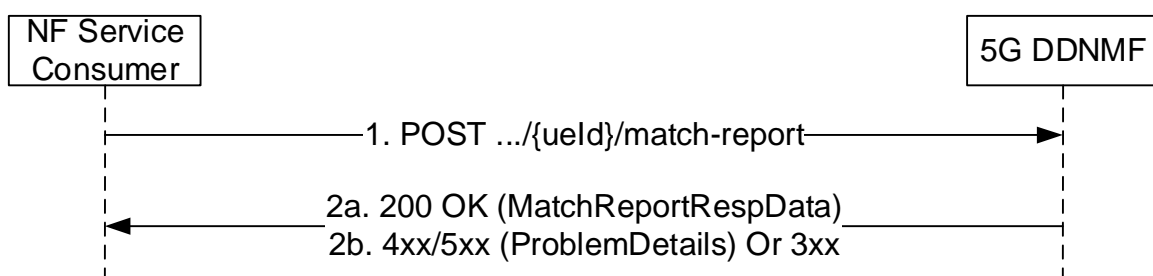 NF Service
Consumer
5G DDNMF
1. POST .../{ueId}/match-report
2a. 200 OK (MatchReportRespData)
2b. 4xx/5xx (ProblemDetails) Or 3xx